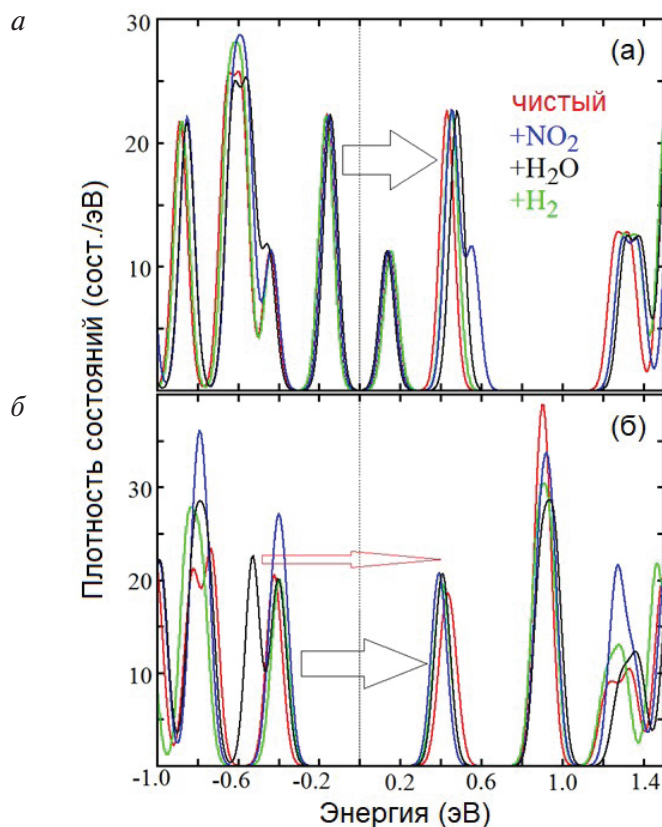 а
30
(а)
чистый
+NO₂
+H₂O
+H₂
20
10
Плотность состояний (сост./эВ)
б
(б)
30
20
10
-1.0 -0.6 -0.2 0.2 0.6 1.0 1.4
Энергия (эВ)